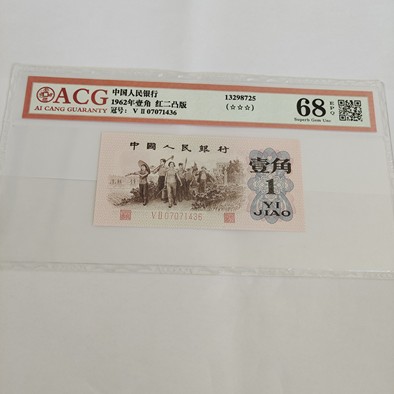 ACG
AI CANG GUARANTY
中国人民银行
1962年壹角 红二凸版
冠号: V II 07071436
13298725
(☆☆☆)
68
EPQ
Superb Gem Unc
中國人民銀行
壹角
1
YI
JIAO
V II 07071436